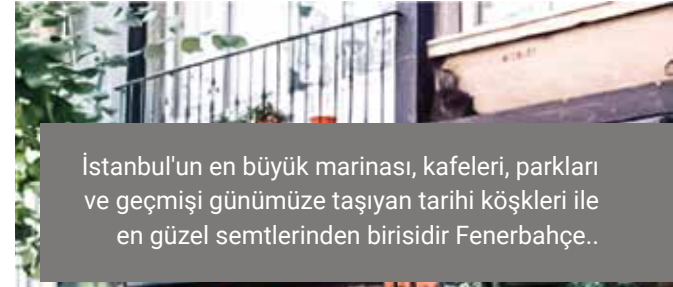 İstanbul'un en büyük marinası, kafeleri, parkları
ve geçmişi günümüze taşıyan tarihi köşkleri ile
en güzel semtlerinden birisidir Fenerbahçe..